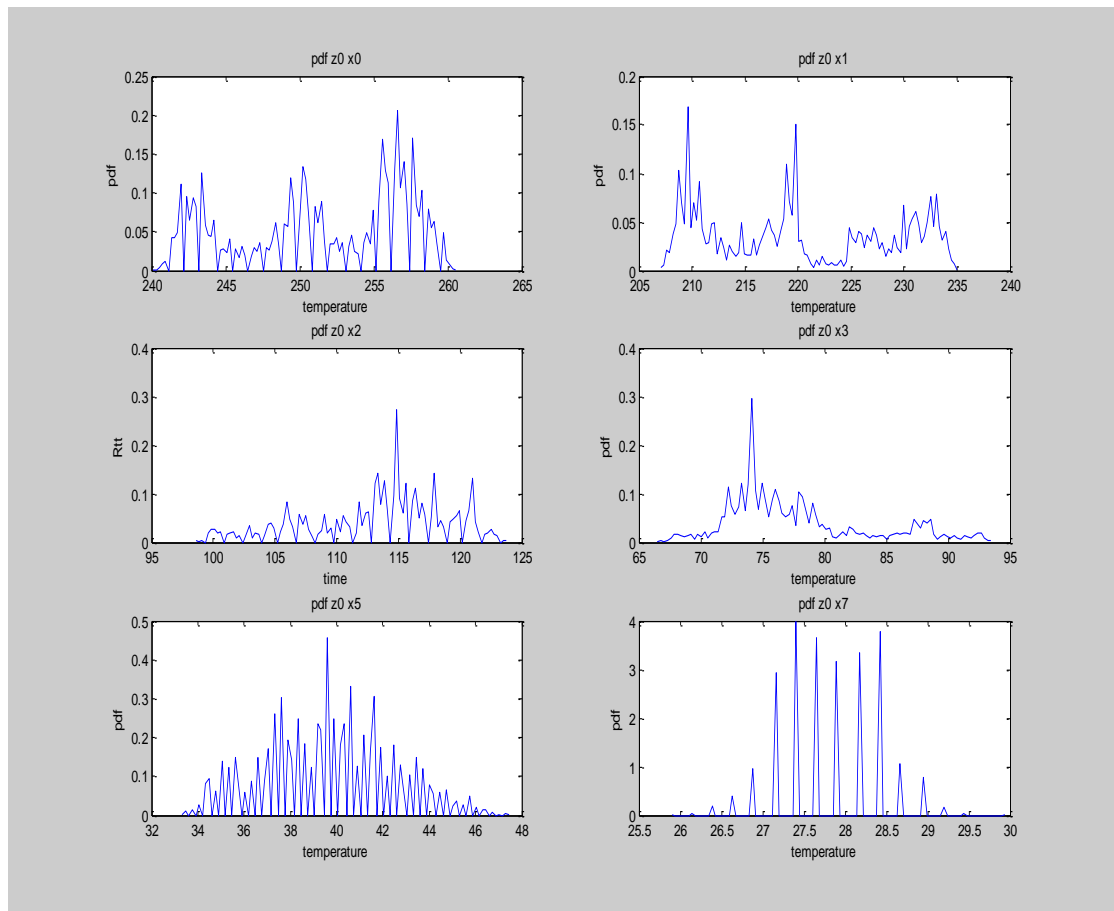 pdf z0 x0
0.25
0.2
0.15
0.1
0.05
0
pdf
240 245 250 255 260 265
temperature
pdf z0 x1
0.2
0.15
0.1
0.05
0
pdf
205 210 215 220 225 230 235 240
temperature
pdf z0 x2
0.4
0.3
0.2
0.1
0
Rtt
95 100 105 110 115 120 125
time
pdf z0 x3
0.4
0.3
0.2
0.1
0
pdf
65 70 75 80 85 90 95
temperature
pdf z0 x5
0.5
0.4
0.3
0.2
0.1
0
pdf
32 34 36 38 40 42 44 46 48
temperature
pdf z0 x7
4
3
2
1
0
pdf
25.5 26 26.5 27 27.5 28 28.5 29 29.5 30
temperature